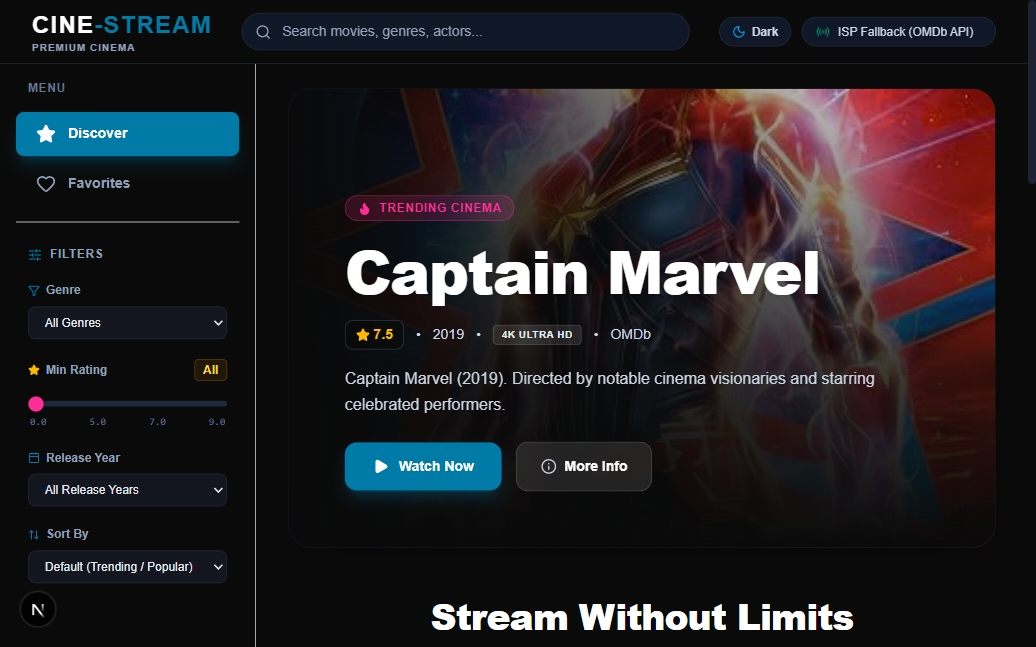 CINE-STREAM
PREMIUM CINEMA
Search movies, genres, actors...
Dark
ISP Fallback (OMDb API)
MENU
Discover
Favorites
FILTERS
Genre
All Genres
Min Rating
All
0.0 5.0 7.0 9.0
Release Year
All Release Years
Sort By
Default (Trending / Popular)
N
TRENDING CINEMA
Captain Marvel
7.5 • 2019 • 4K ULTRA HD • OMDb
Captain Marvel (2019). Directed by notable cinema visionaries and starring
celebrated performers.
Watch Now
More Info
Stream Without Limits